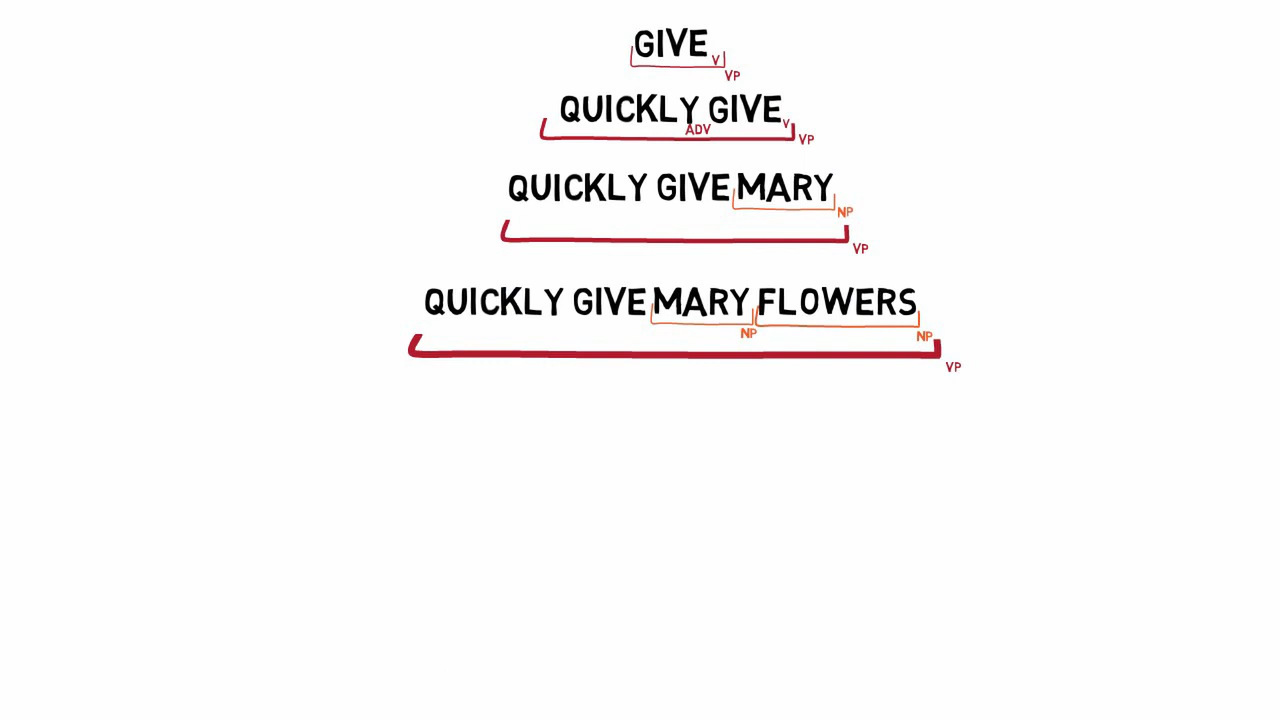 GIVE V
VP
QUICKLY GIVE V
ADV
VP
QUICKLY GIVE MARY
NP
VP
QUICKLY GIVE MARY FLOWERS
NP NP
VP